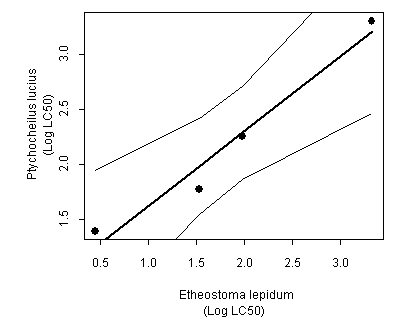 Ptychocheilus lucius
(Log LC50)
3.0
2.5
2.0
1.5
0.5 1.0 1.5 2.0 2.5 3.0
Etheostoma lepidum
(Log LC50)